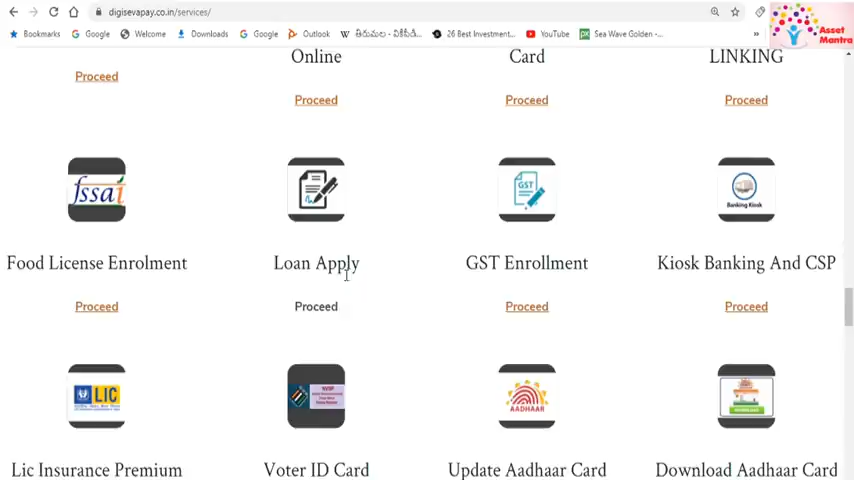 digisevapay.co.in/services/
Bookmarks Google Welcome Downloads Google Outlook తిరుమల - వికీపీడి... 26 Best Investment... YouTube Sea Wave Golden -... »
Asset
Mantra
Online Card LINKING
Proceed Proceed Proceed Proceed
fssai GST Banking Kiosk
Food License Enrolment Loan Apply GST Enrollment Kiosk Banking And CSP
Proceed Proceed Proceed Proceed
LIC AADHAAR
Lic Insurance Premium Voter ID Card Update Aadhaar Card Download Aadhaar Card